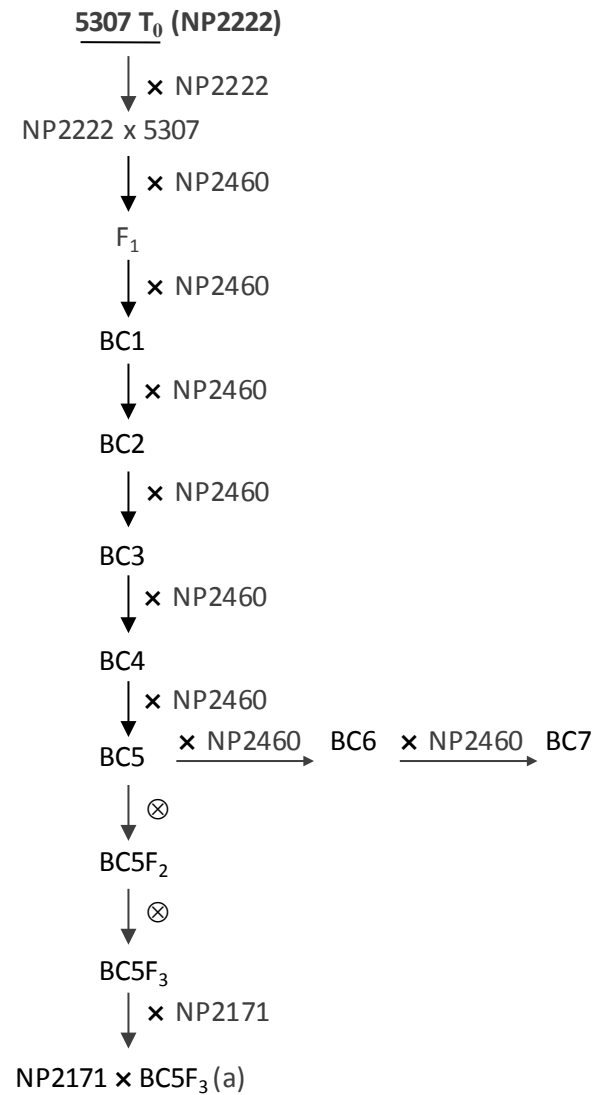 5307 T₀ (NP2222)
× NP2222
NP2222 x 5307
× NP2460
F₁
× NP2460
BC1
× NP2460
BC2
× NP2460
BC3
× NP2460
BC4
× NP2460
BC5 × NP2460 BC6 × NP2460 BC7
⊗
BC5F₂
⊗
BC5F₃
× NP2171
NP2171 × BC5F₃ (a)